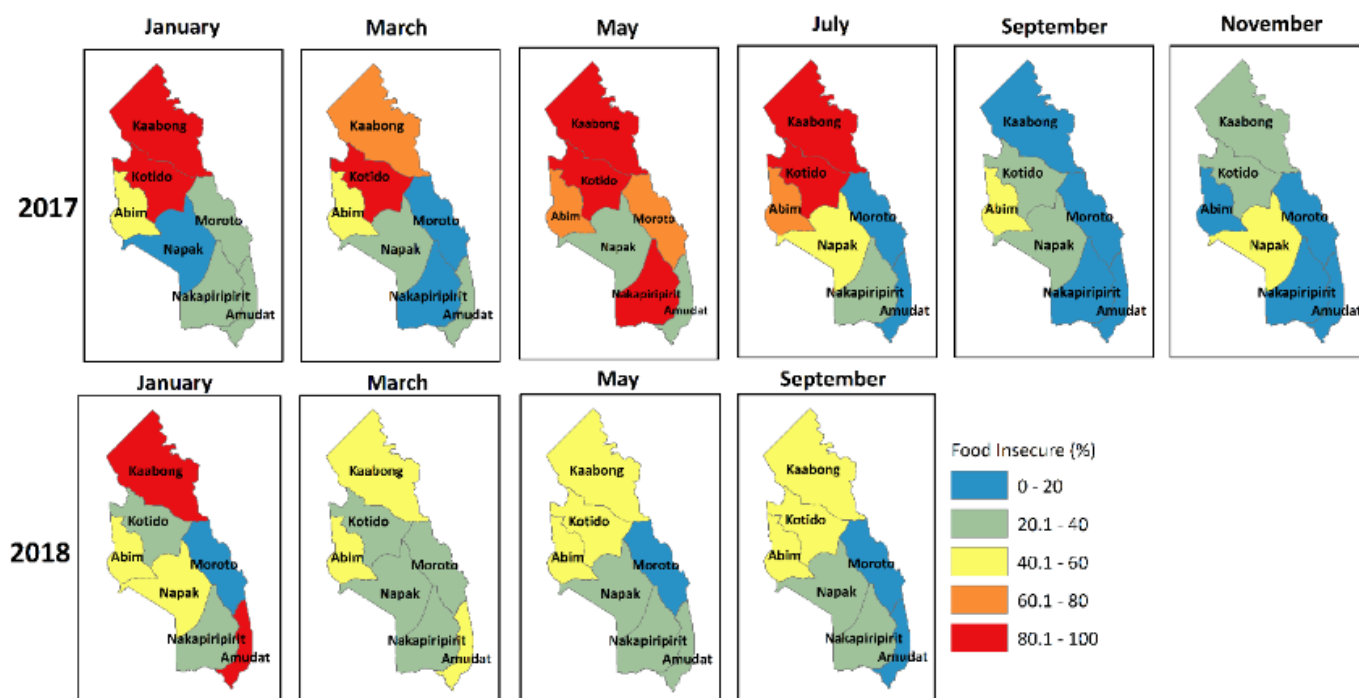 January
March
May
July
September
November
2017
Kaabong
Kotido
Abim
Moroto
Napak
Nakapiripirit
Amudat
Kaabong
Kotido
Abim
Moroto
Napak
Nakapiripirit
Amudat
Kaabong
Kotido
Abim
Moroto
Napak
Nakapiripirit
Amudat
Kaabong
Kotido
Abim
Moroto
Napak
Nakapiripirit
Amudat
Kaabong
Kotido
Abim
Moroto
Napak
Nakapiripirit
Amudat
Kaabong
Kotido
Abim
Moroto
Napak
Nakapiripirit
Amudat
January
March
May
September
2018
Kaabong
Kotido
Abim
Moroto
Napak
Nakapiripirit
Amudat
Kaabong
Kotido
Abim
Moroto
Napak
Nakapiripirit
Amudat
Kaabong
Kotido
Abim
Moroto
Napak
Nakapiripirit
Amudat
Kaabong
Kotido
Abim
Moroto
Napak
Nakapiripirit
Amudat
Food Insecure (%)
0 - 20
20.1 - 40
40.1 - 60
60.1 - 80
80.1 - 100